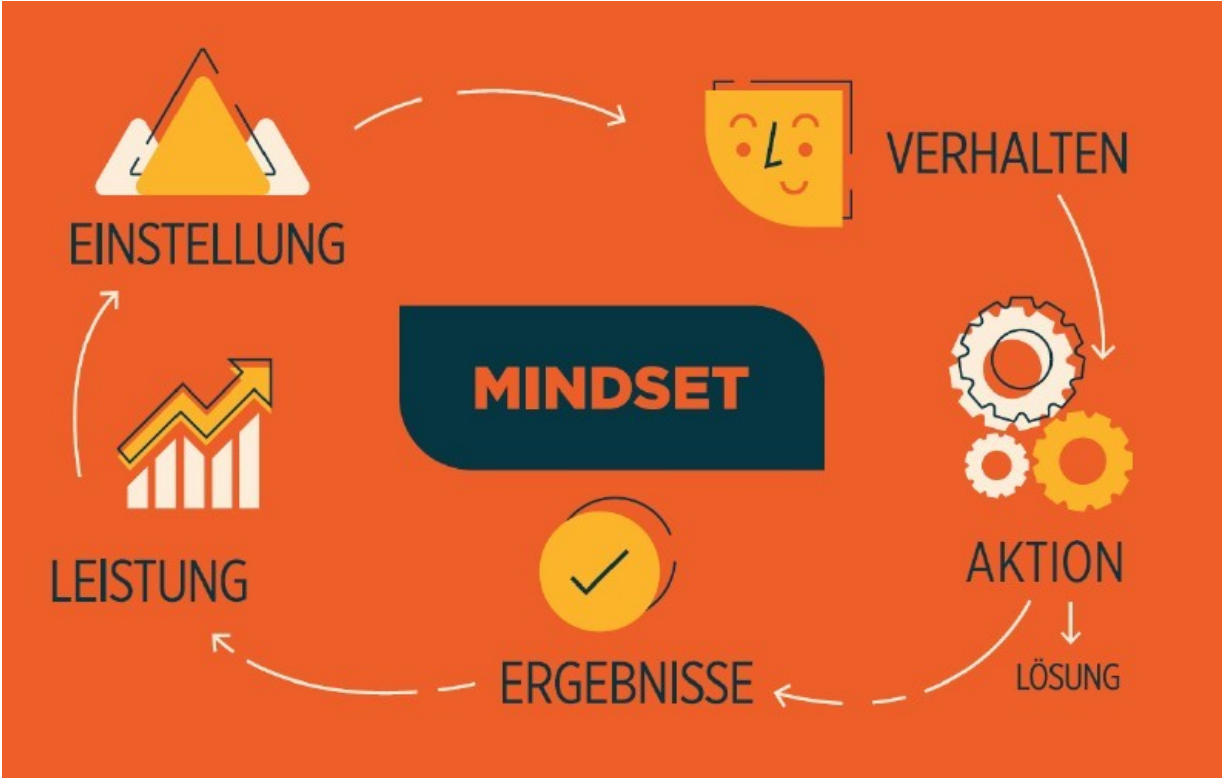 EINSTELLUNG
VERHALTEN
MINDSET
AKTION
LÖSUNG
ERGEBNISSE
LEISTUNG